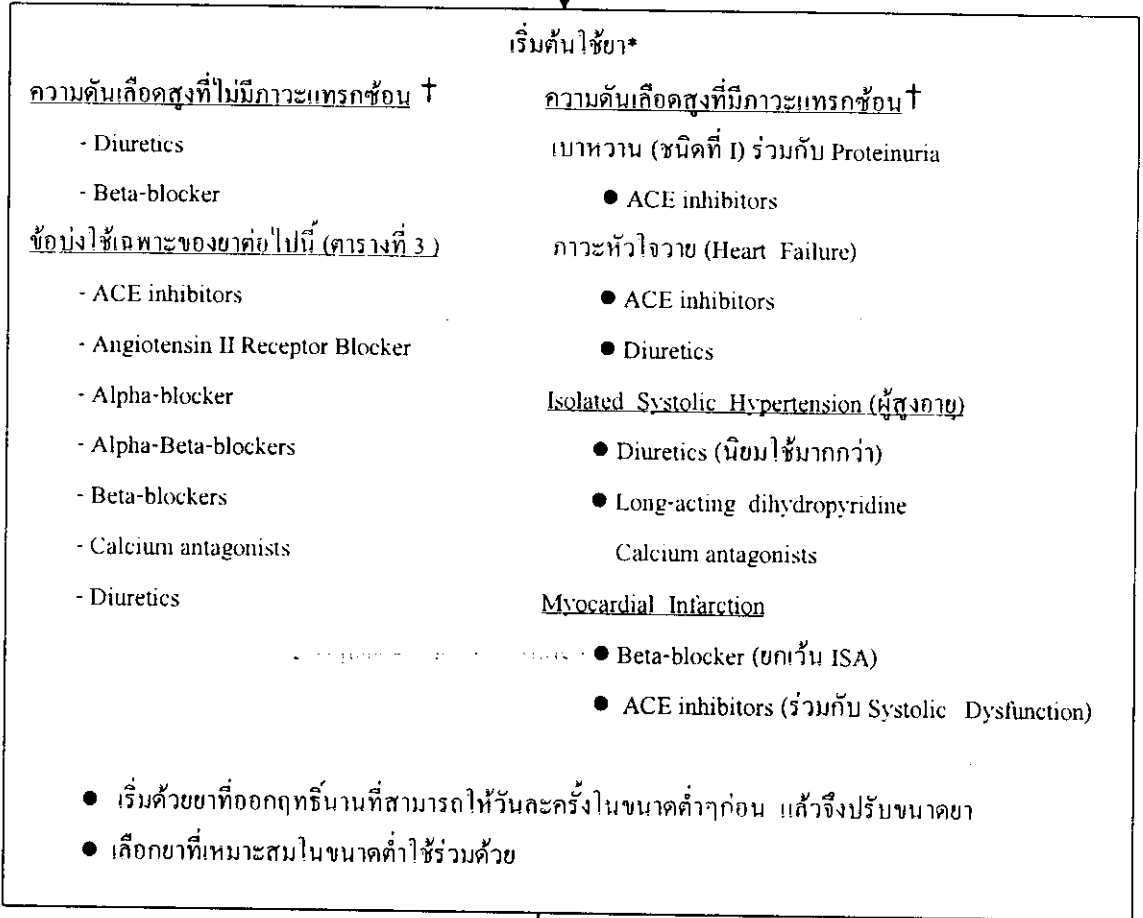 เริ่มต้นใช้ยา*
ความดันเลือดสูงที่ไม่มีภาวะแทรกซ้อน †
- Diuretics
- Beta-blocker
ข้อบ่งใช้เฉพาะของยาต่อไปนี้ (ตารางที่ 3 )
- ACE inhibitors
- Angiotensin II Receptor Blocker
- Alpha-blocker
- Alpha-Beta-blockers
- Beta-blockers
- Calcium antagonists
- Diuretics
ความดันเลือดสูงที่มีภาวะแทรกซ้อน†
เบาหวาน (ชนิดที่ I) ร่วมกับ Proteinuria
● ACE inhibitors
ภาวะหัวใจวาย (Heart Failure)
● ACE inhibitors
● Diuretics
Isolated Systolic Hypertension (ผู้สูงอายุ)
● Diuretics (นิยมใช้มากกว่า)
● Long-acting dihydropyridine
Calcium antagonists
Myocardial Infarction
● Beta-blocker (ยกเว้น ISA)
● ACE inhibitors (ร่วมกับ Systolic Dysfunction)
● เริ่มด้วยยาที่ออกฤทธิ์นานที่สามารถให้วันละครั้งในขนาดต่ำๆก่อน แล้วจึงปรับขนาดยา
● เลือกยาที่เหมาะสมในขนาดต่ำใช้ร่วมด้วย